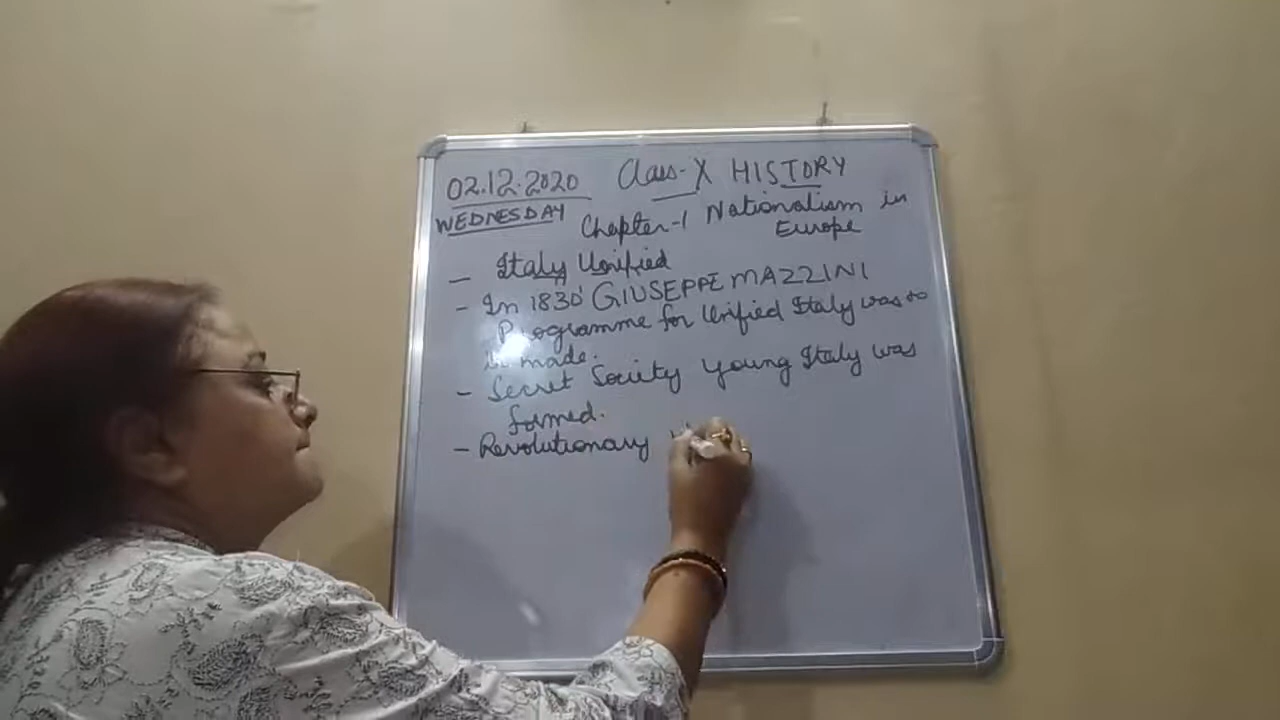 02.12.2020 Class-X HISTORY
WEDNESDAY Chapter-1 Nationalism in
Europe
- Italy Unified
- In 1830' GIUSEPPE MAZZINI
Programme for Unified Italy was to
made.
- Secret Society Young Italy was
formed.
- Revolutionary